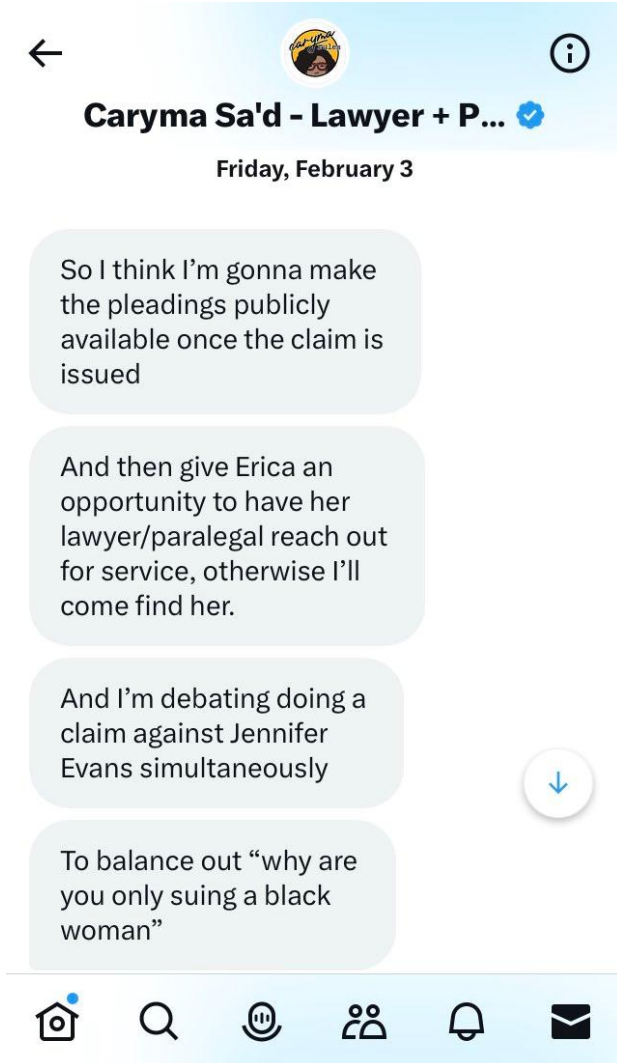 Caryma Sa'd - Lawyer + P...
Friday, February 3
So I think I’m gonna make
the pleadings publicly
available once the claim is
issued
And then give Erica an
opportunity to have her
lawyer/paralegal reach out
for service, otherwise I’ll
come find her.
And I’m debating doing a
claim against Jennifer
Evans simultaneously
To balance out “why are
you only suing a black
woman”